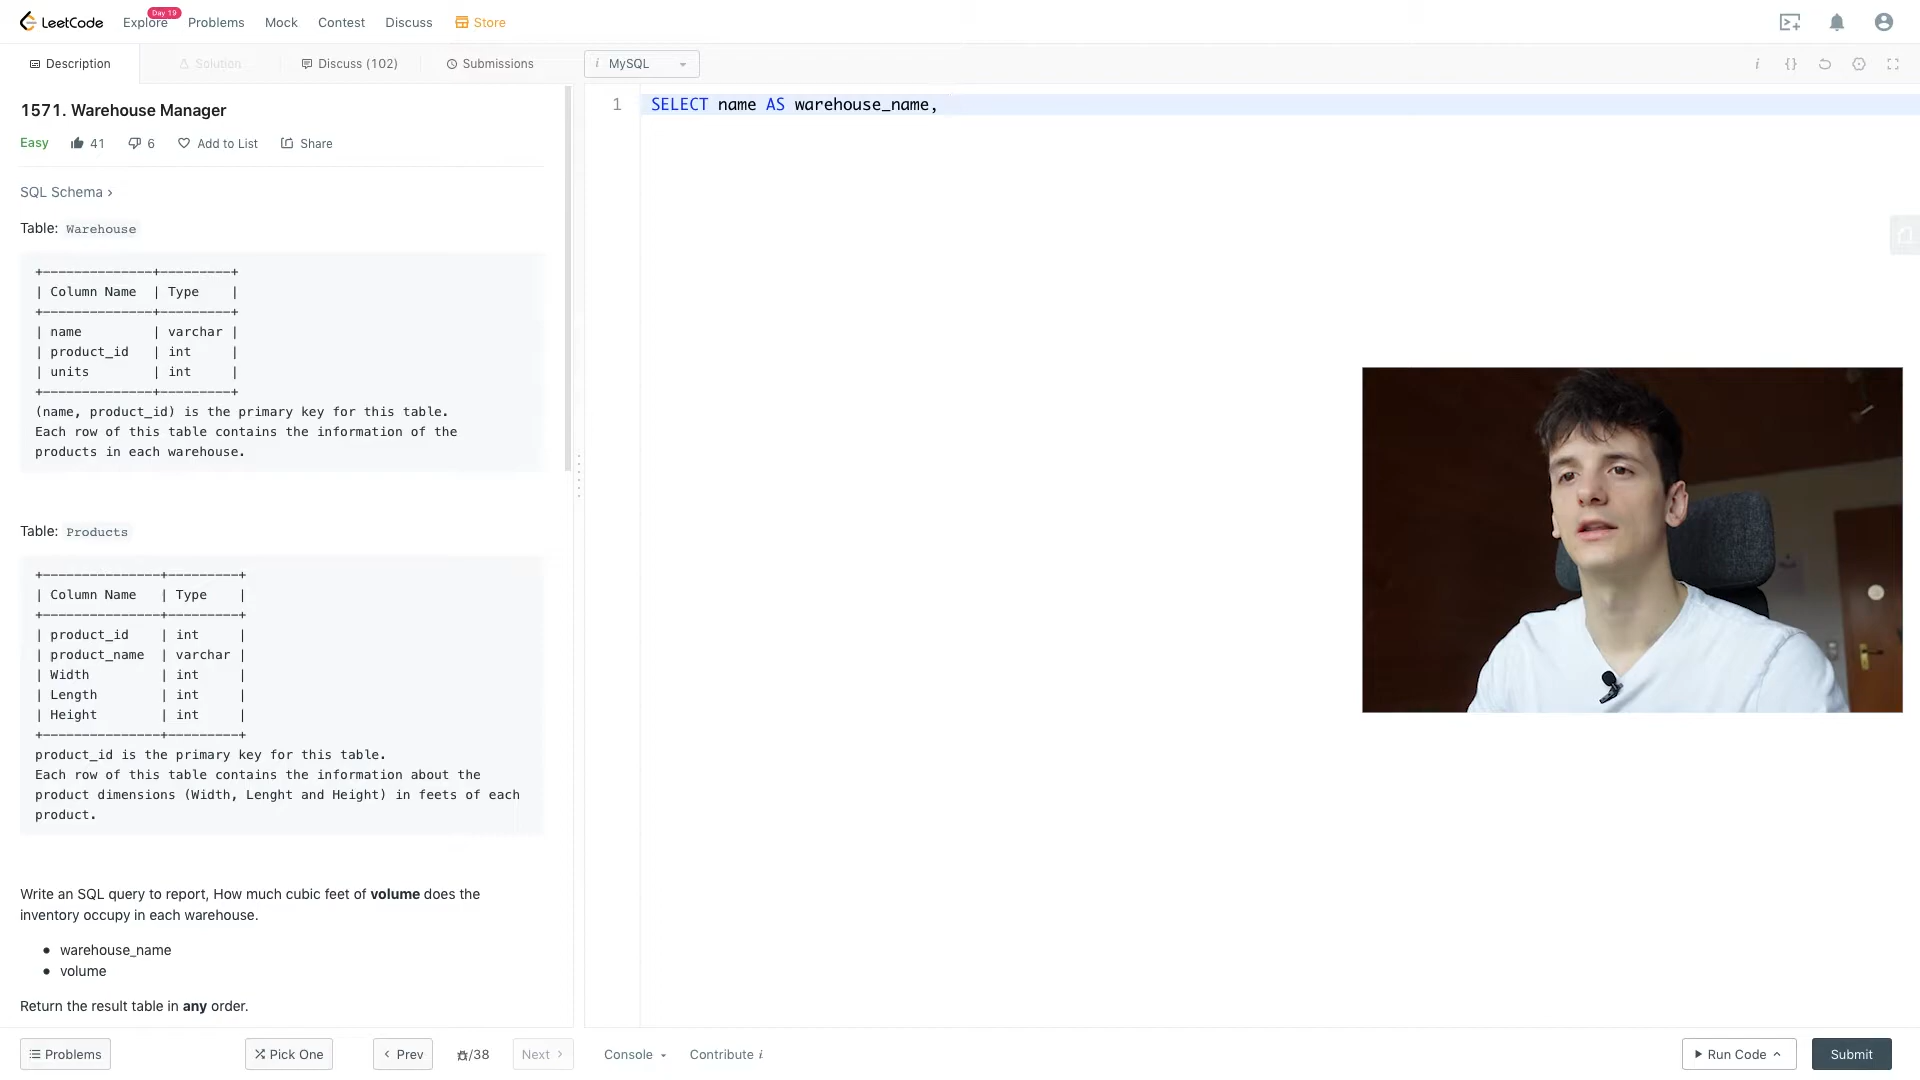 LeetCode
Explore
Day 19
Problems
Mock
Contest
Discuss
Store
Description
Solution
Discuss (102)
Submissions
i MySQL
1571. Warehouse Manager
Easy
41
6
Add to List
Share
SQL Schema ›
Table: Warehouse
+--------------+---------+
| Column Name  | Type    |
+--------------+---------+
| name         | varchar |
| product_id   | int     |
| units        | int     |
+--------------+---------+
(name, product_id) is the primary key for this table.
Each row of this table contains the information of the
products in each warehouse.
Table: Products
+---------------+---------+
| Column Name   | Type    |
+---------------+---------+
| product_id    | int     |
| product_name  | varchar |
| Width         | int     |
| Length        | int     |
| Height        | int     |
+---------------+---------+
product_id is the primary key for this table.
Each row of this table contains the information about the
product dimensions (Width, Lenght and Height) in feets of each
product.
Write an SQL query to report, How much cubic feet of volume does the
inventory occupy in each warehouse.
• warehouse_name
• volume
Return the result table in any order.
1 SELECT name AS warehouse_name,
i {}
Problems
Pick One
‹ Prev
/38
Next ›
Console
Contribute i
Run Code
Submit